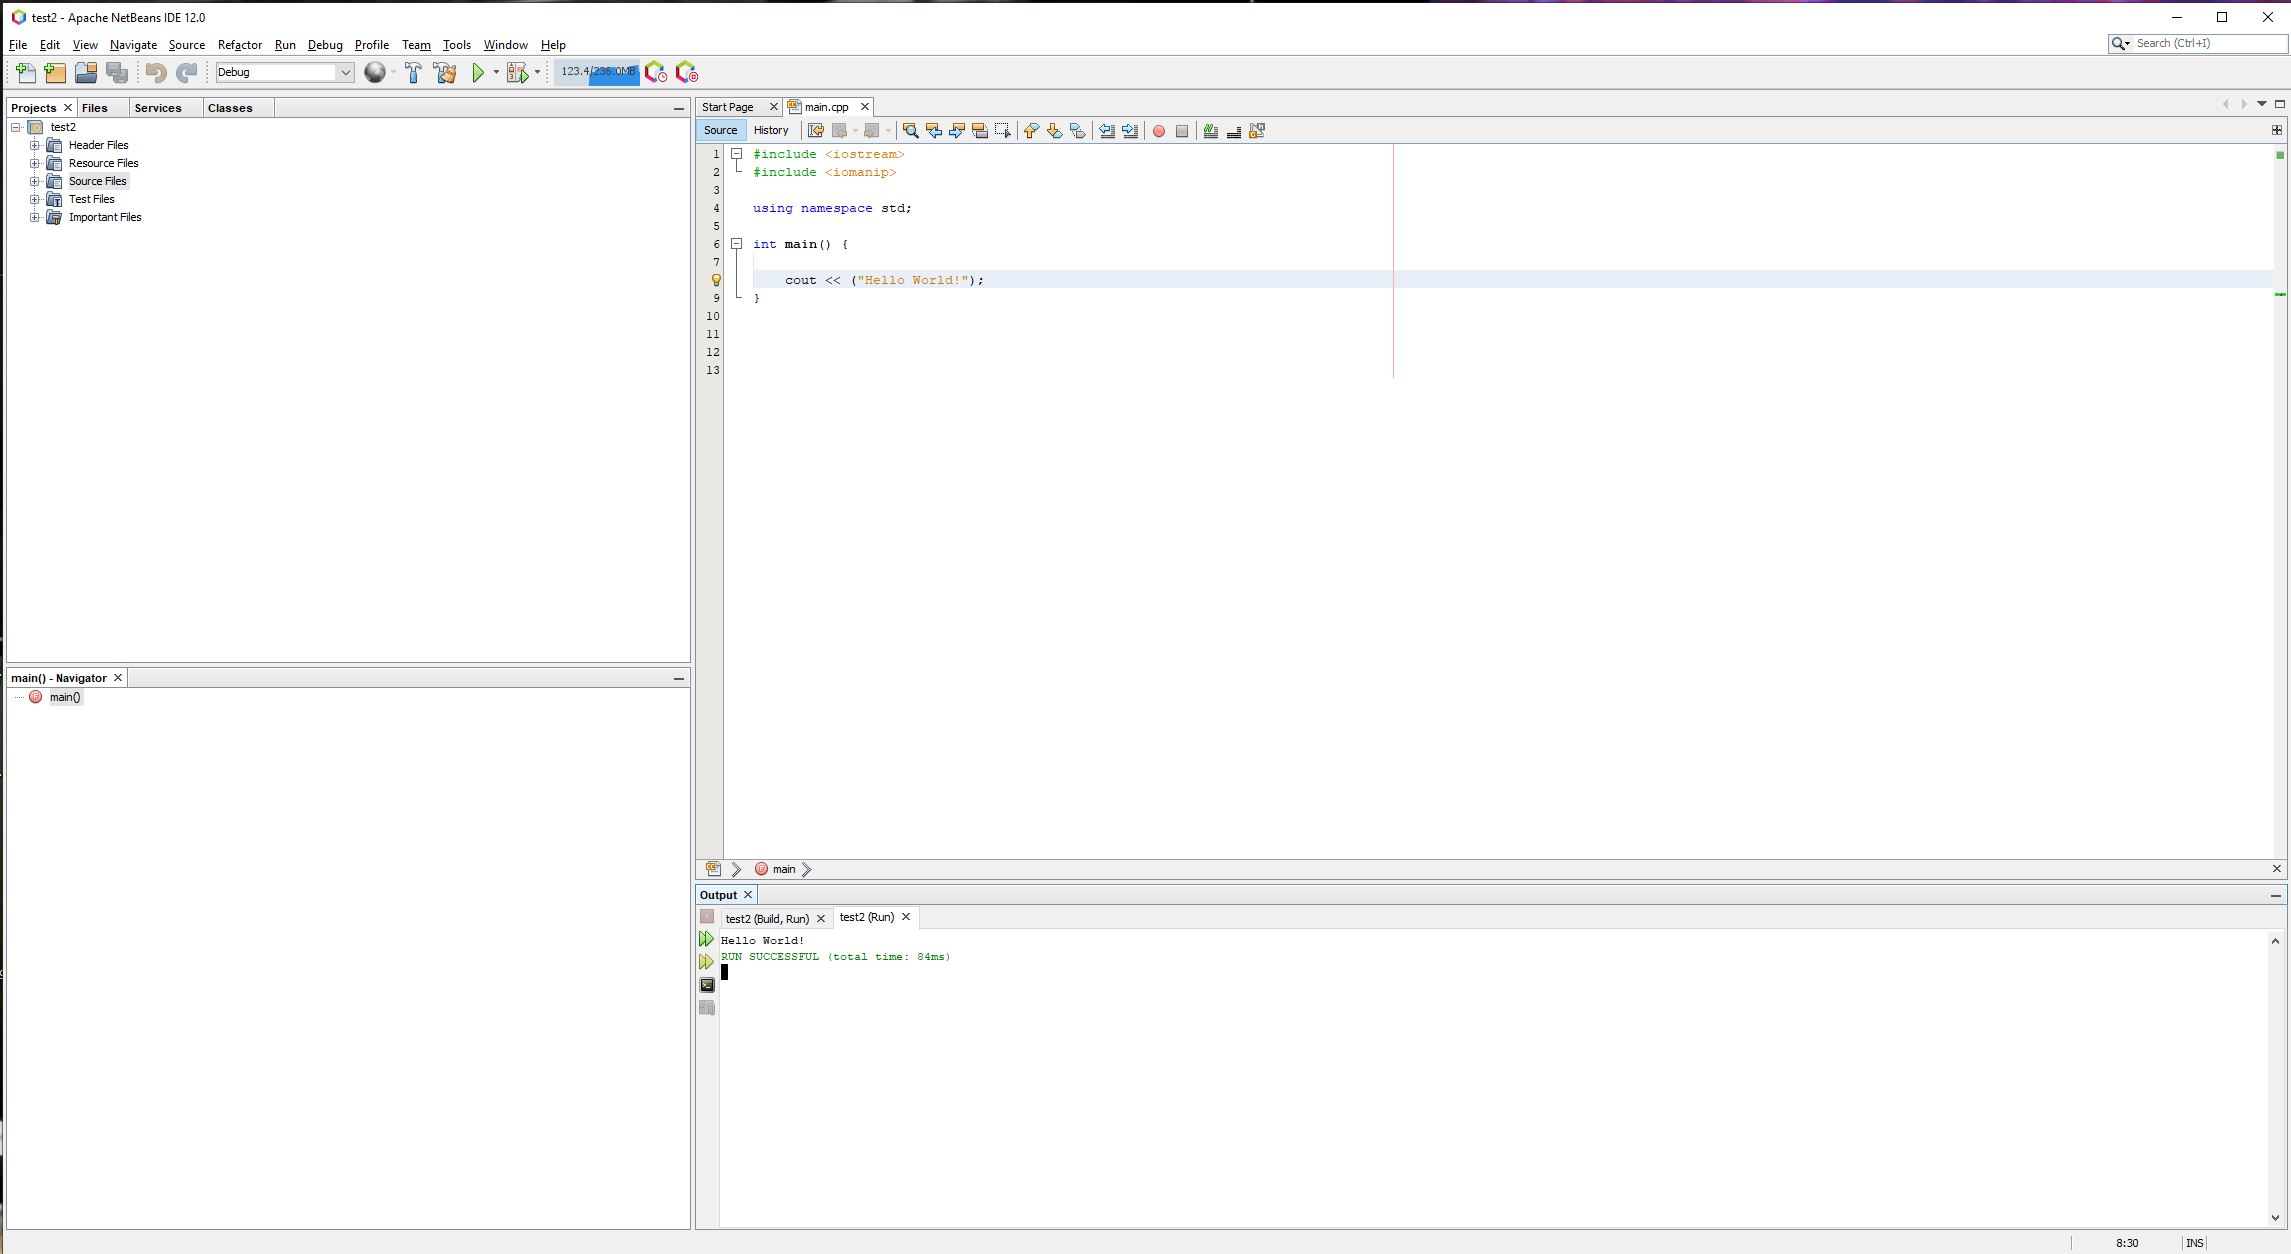 test2 - Apache NetBeans IDE 12.0
File Edit View Navigate Source Refactor Run Debug Profile Team Tools Window Help
Search (Ctrl+I)
Debug
123.4/236.0MB
Projects Files Services Classes
test2
Header Files
Resource Files
Source Files
Test Files
Important Files
main() - Navigator
main()
Start Page main.cpp
Source History
1 #include <iostream>
2 #include <iomanip>
3
4 using namespace std;
5
6 int main() {
7
cout << ("Hello World!");
9 }
10
11
12
13
main
Output
test2 (Build, Run) test2 (Run)
Hello World!
RUN SUCCESSFUL (total time: 84ms)
8:30 INS